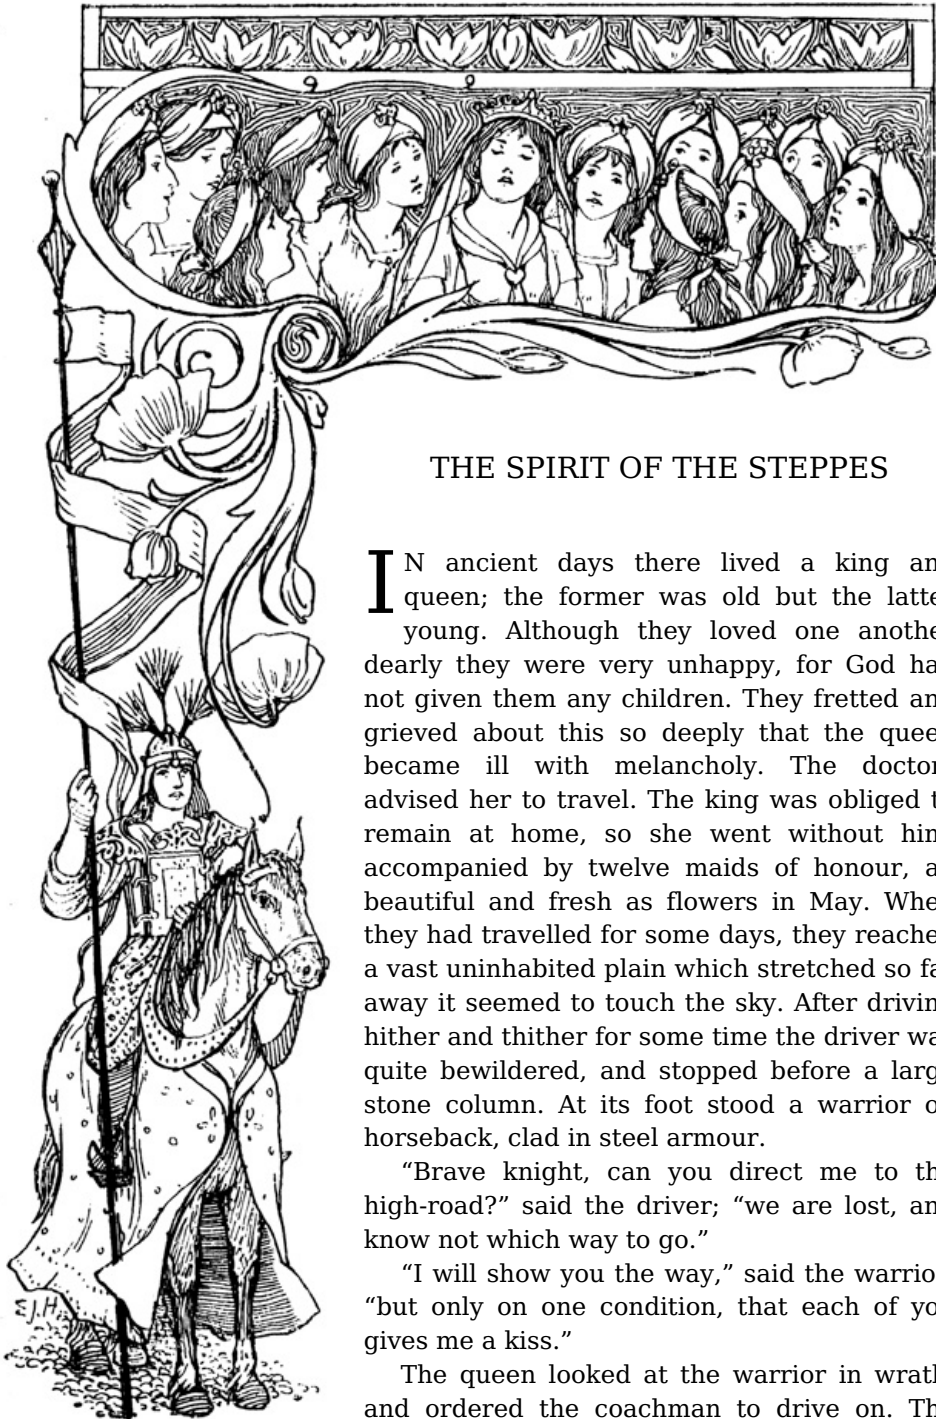 THE SPIRIT OF THE STEPPES
IN ancient days there lived a king an
queen; the former was old but the latte
young. Although they loved one anothe
dearly they were very unhappy, for God ha
not given them any children. They fretted an
grieved about this so deeply that the quee
became ill with melancholy. The doctor
advised her to travel. The king was obliged t
remain at home, so she went without him
accompanied by twelve maids of honour, a
beautiful and fresh as flowers in May. Whe
they had travelled for some days, they reache
a vast uninhabited plain which stretched so fa
away it seemed to touch the sky. After drivin
hither and thither for some time the driver wa
quite bewildered, and stopped before a larg
stone column. At its foot stood a warrior o
horseback, clad in steel armour.
“Brave knight, can you direct me to th
high-road?” said the driver; “we are lost, an
know not which way to go.”
“I will show you the way,” said the warrio
“but only on one condition, that each of yo
gives me a kiss.”
The queen looked at the warrior in wrath
and ordered the coachman to drive on. Th
E.J.H.